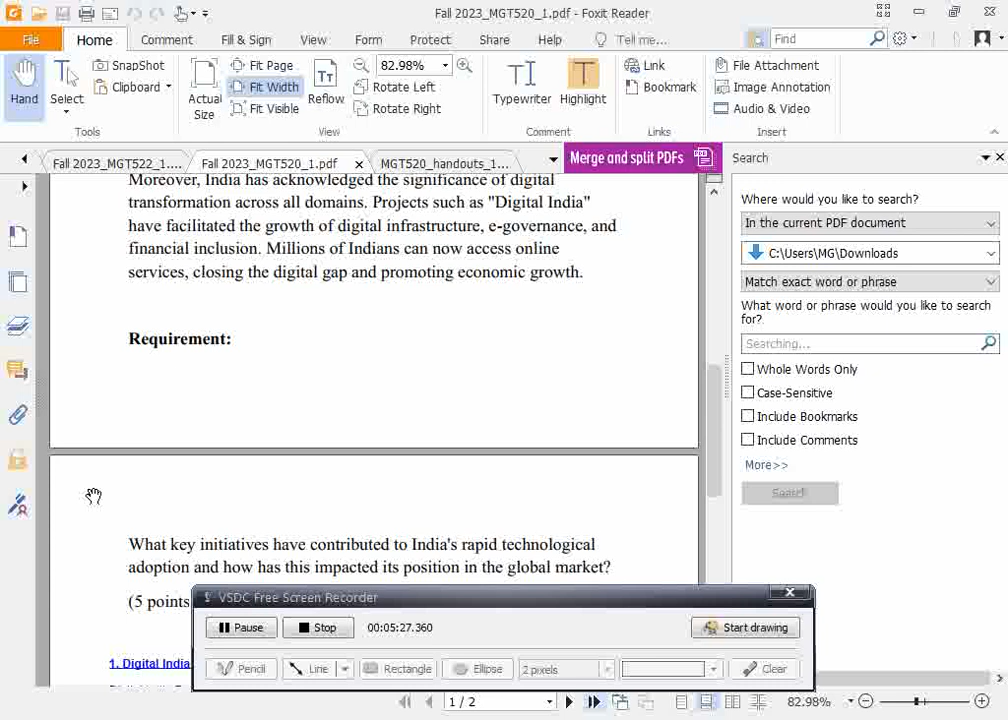 Fall 2023_MGT520_1.pdf - Foxit Reader
File
Home
Comment
Fill & Sign
View
Form
Protect
Share
Help
Tell me...
Find
Hand
Select
SnapShot
Clipboard
Tools
Actual
Size
Fit Page
Fit Width
Fit Visible
Reflow
82.98%
Rotate Left
Rotate Right
View
Typewriter
Highlight
Comment
Link
Bookmark
Links
File Attachment
Image Annotation
Audio & Video
Insert
Fall 2023_MGT522_1....
Fall 2023_MGT520_1.pdf
MGT520_handouts_1...
Merge and split PDFs
Search
Moreover, India has acknowledged the significance of digital
transformation across all domains. Projects such as "Digital India"
have facilitated the growth of digital infrastructure, e-governance, and
financial inclusion. Millions of Indians can now access online
services, closing the digital gap and promoting economic growth.
Requirement:
What key initiatives have contributed to India's rapid technological
adoption and how has this impacted its position in the global market?
(5 points
1. Digital India
Where would you like to search?
In the current PDF document
C:\Users\MG\Downloads
Match exact word or phrase
What word or phrase would you like to search
for?
Searching...
Whole Words Only
Case-Sensitive
Include Bookmarks
Include Comments
More>>
Search
VSDC Free Screen Recorder
Pause
Stop
00:05:27.360
Start drawing
Pencil
Line
Rectangle
Ellipse
2 pixels
Clear
1 / 2
82.98%